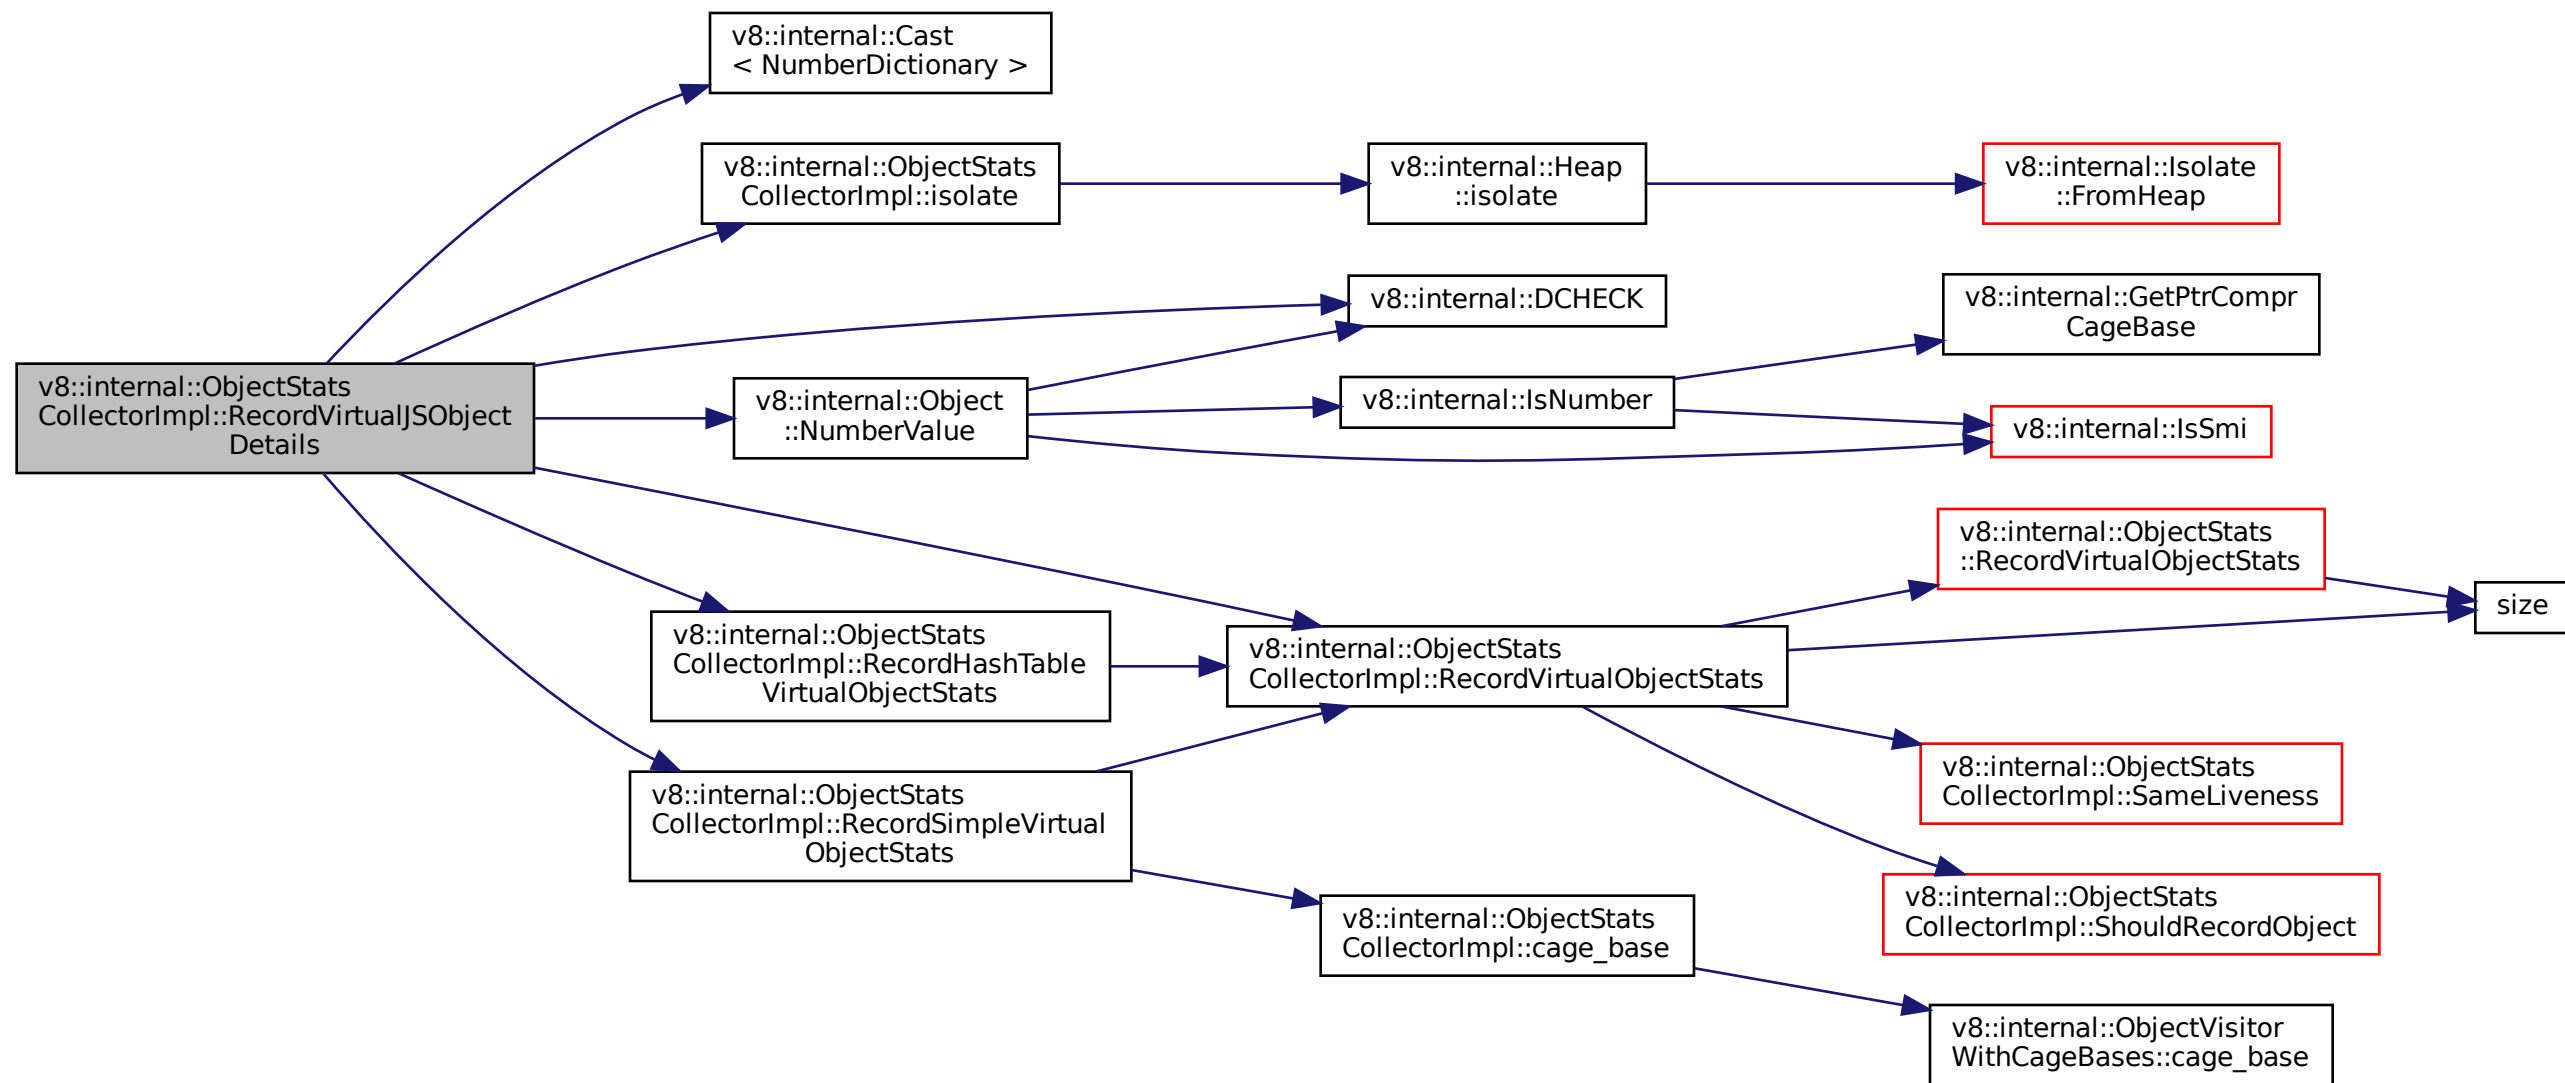 v8::internal::Cast
< NumberDictionary >
v8::internal::ObjectStats
CollectorImpl::isolate
v8::internal::Heap
::isolate
v8::internal::Isolate
::FromHeap
v8::internal::DCHECK
v8::internal::GetPtrCompr
CageBase
v8::internal::ObjectStats
CollectorImpl::RecordVirtualJSObject
Details
v8::internal::Object
::NumberValue
v8::internal::IsNumber
v8::internal::IsSmi
v8::internal::ObjectStats
::RecordVirtualObjectStats
size
v8::internal::ObjectStats
CollectorImpl::RecordHashTable
VirtualObjectStats
v8::internal::ObjectStats
CollectorImpl::RecordVirtualObjectStats
v8::internal::ObjectStats
CollectorImpl::SameLiveness
v8::internal::ObjectStats
CollectorImpl::RecordSimpleVirtual
ObjectStats
v8::internal::ObjectStats
CollectorImpl::ShouldRecordObject
v8::internal::ObjectStats
CollectorImpl::cage_base
v8::internal::ObjectVisitor
WithCageBases::cage_base